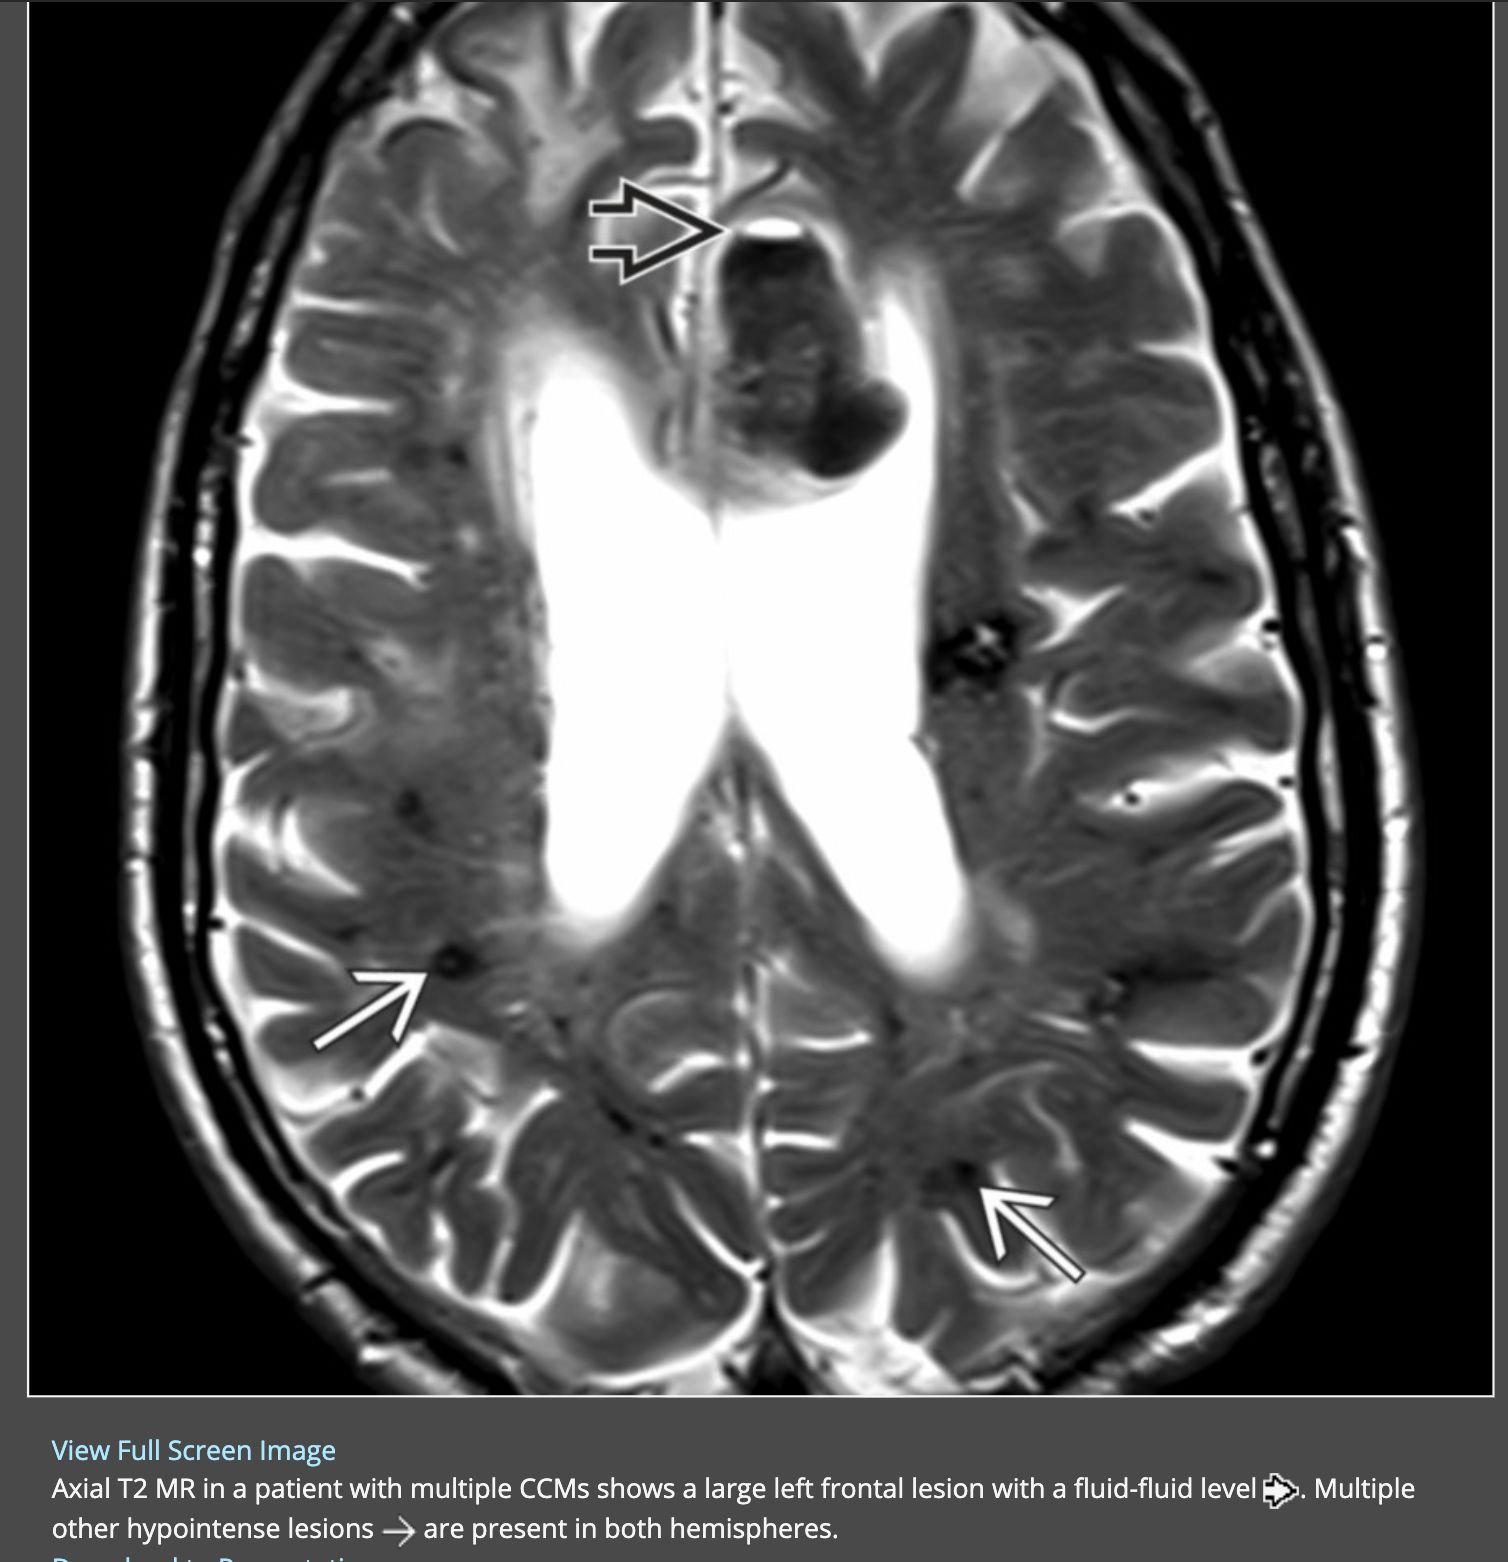 View Full Screen Image
Axial T2 MR in a patient with multiple CCMs shows a large left frontal lesion with a fluid-fluid level . Multiple
other hypointense lesions → are present in both hemispheres.